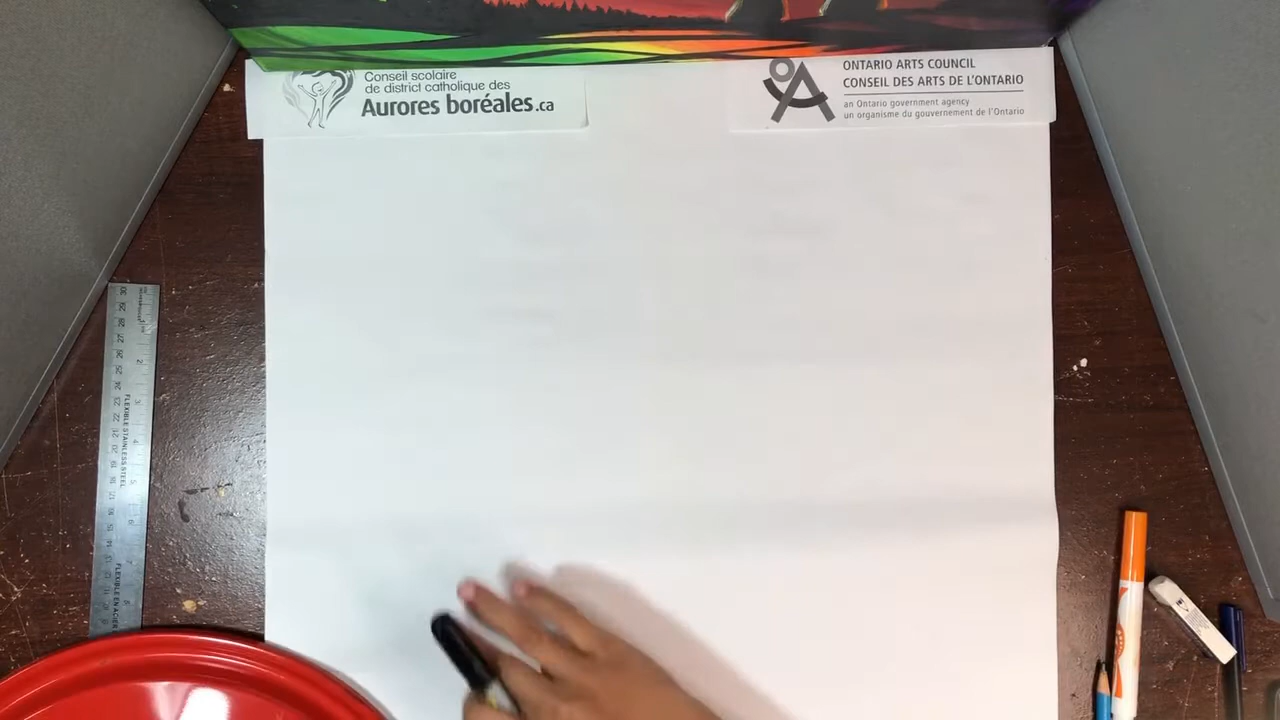 Conseil scolaire
de district catholique des
Aurores boréales.ca
ONTARIO ARTS COUNCIL
CONSEIL DES ARTS DE L'ONTARIO
an Ontario government agency
un organisme du gouvernement de l'Ontario
FLEXIBLE STAINLESS STEEL
FLEXIBLE EN ACIER